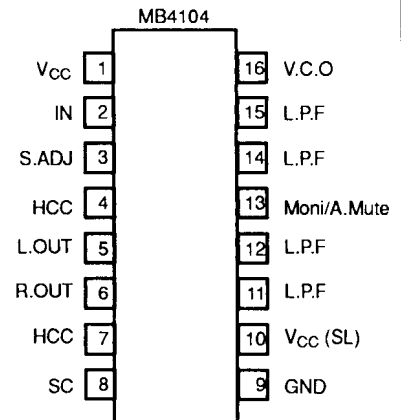 MB4104
VCC 1 16 V.C.O
IN 2 15 L.P.F
S.ADJ 3 14 L.P.F
HCC 4 13 Moni/A.Mute
L.OUT 5 12 L.P.F
R.OUT 6 11 L.P.F
HCC 7 10 VCC (SL)
SC 8 9 GND